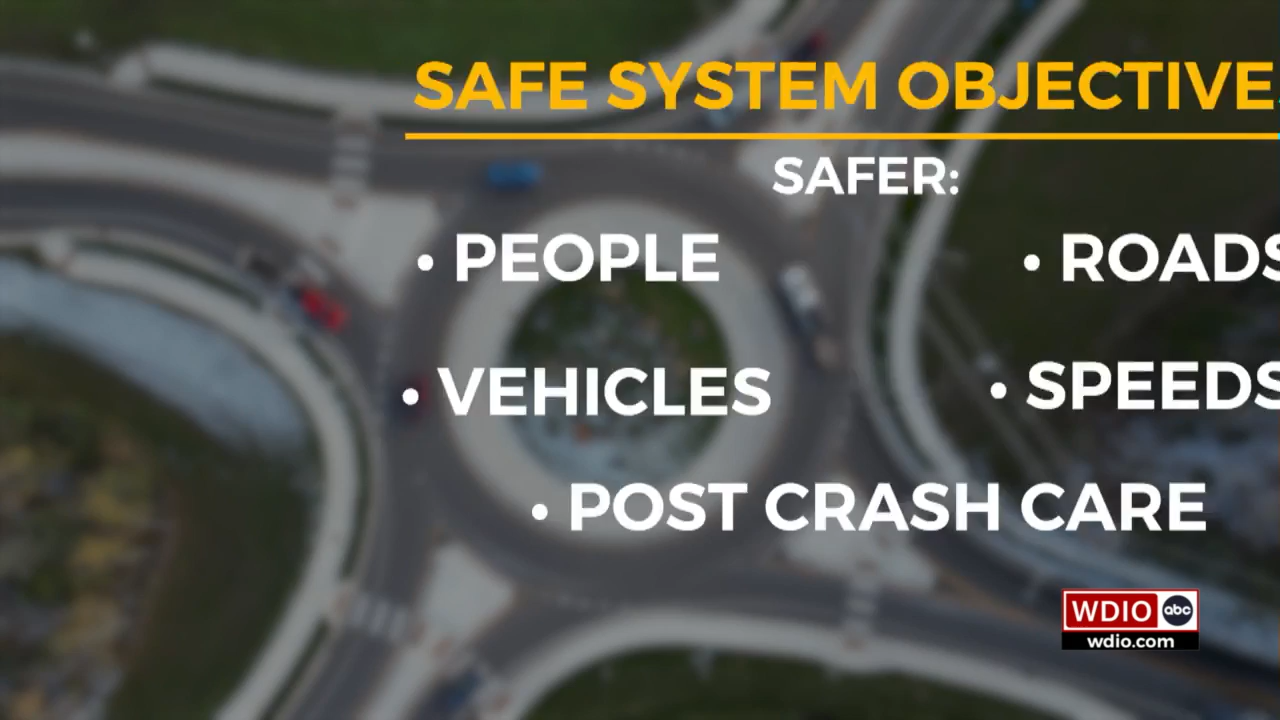 SAFE SYSTEM OBJECTIVE
SAFER:
• PEOPLE
• ROADS
• VEHICLES
• SPEEDS
• POST CRASH CARE
WDIO abc
wdio.com